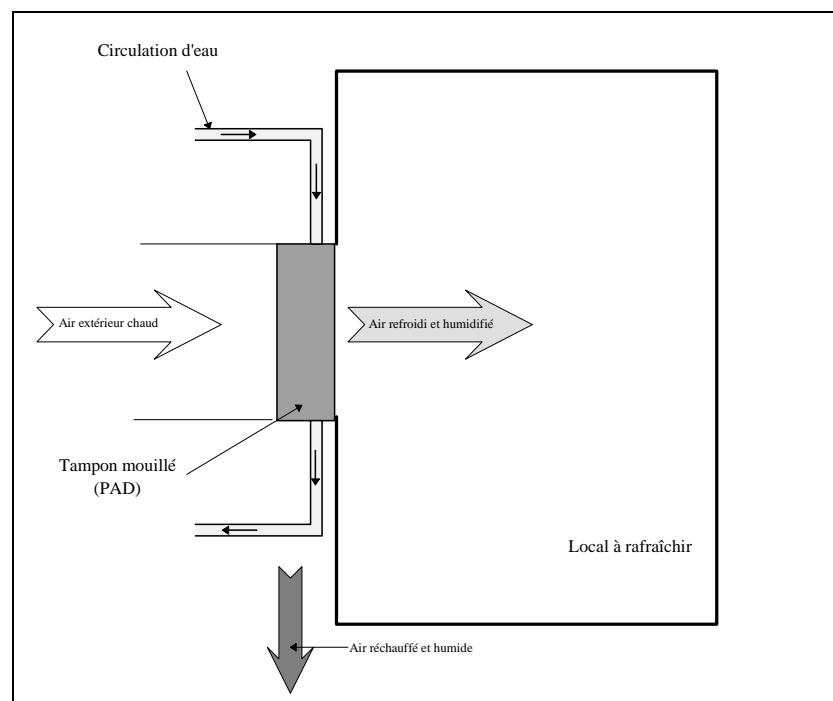 Circulation d'eau
Air extérieur chaud
Air refroidi et humidifié
Tampon mouillé
(PAD)
Local à rafraîchir
Air réchauffé et humide